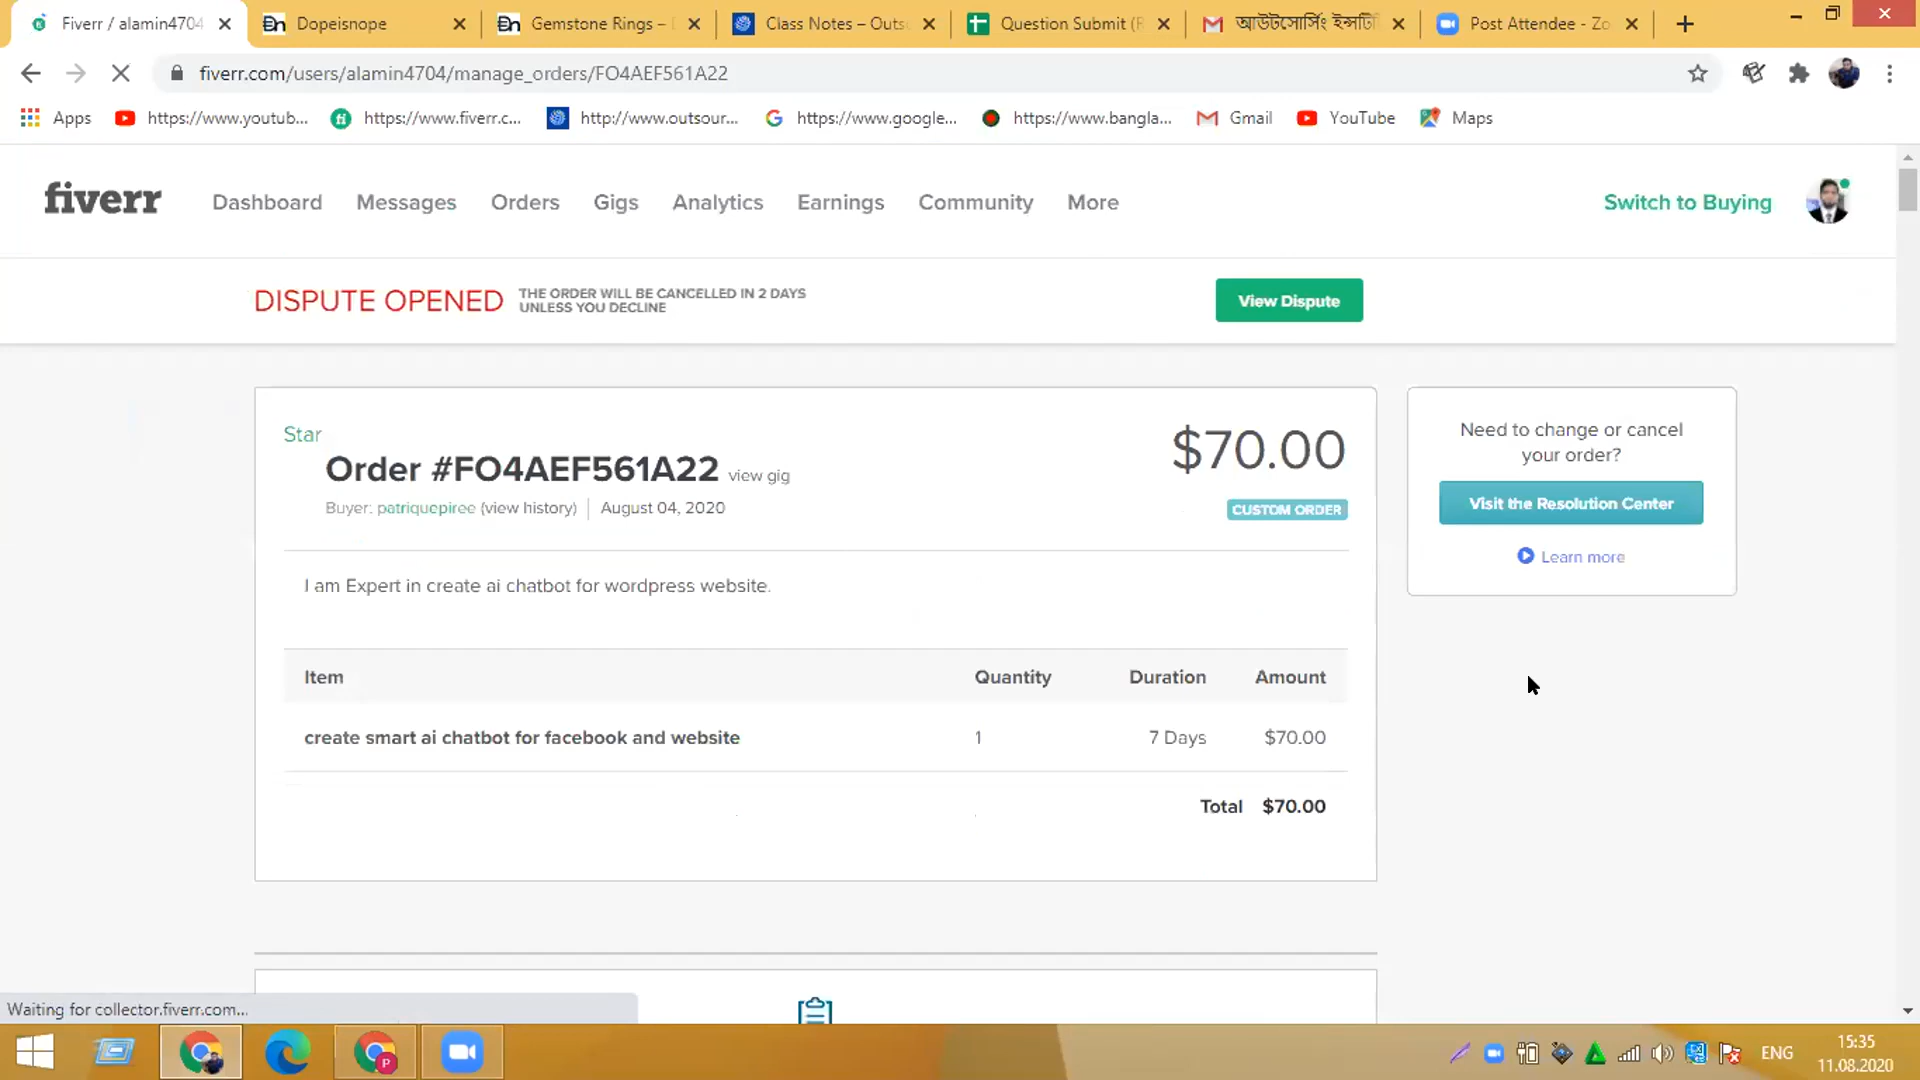 Fiverr / alamin4704
Dopeisnope
Gemstone Rings –
Class Notes – Outs
Question Submit (
আউটসোর্সিং ইন্সটি
Post Attendee - Zo
fiverr.com/users/alamin4704/manage_orders/FO4AEF561A22
Apps
https://www.youtub...
https://www.fiverr.c...
http://www.outsour...
https://www.google...
https://www.bangla...
Gmail
YouTube
Maps
fiverr
Dashboard
Messages
Orders
Gigs
Analytics
Earnings
Community
More
Switch to Buying
DISPUTE OPENED
THE ORDER WILL BE CANCELLED IN 2 DAYS
UNLESS YOU DECLINE
View Dispute
Star
Order #FO4AEF561A22 view gig
Buyer: patriquepiree (view history) | August 04, 2020
$70.00
CUSTOM ORDER
Need to change or cancel
your order?
Visit the Resolution Center
Learn more
I am Expert in create ai chatbot for wordpress website.
Item Quantity Duration Amount
create smart ai chatbot for facebook and website 1 7 Days $70.00
Total $70.00
Waiting for collector.fiverr.com...
ENG
15:35
11.08.2020